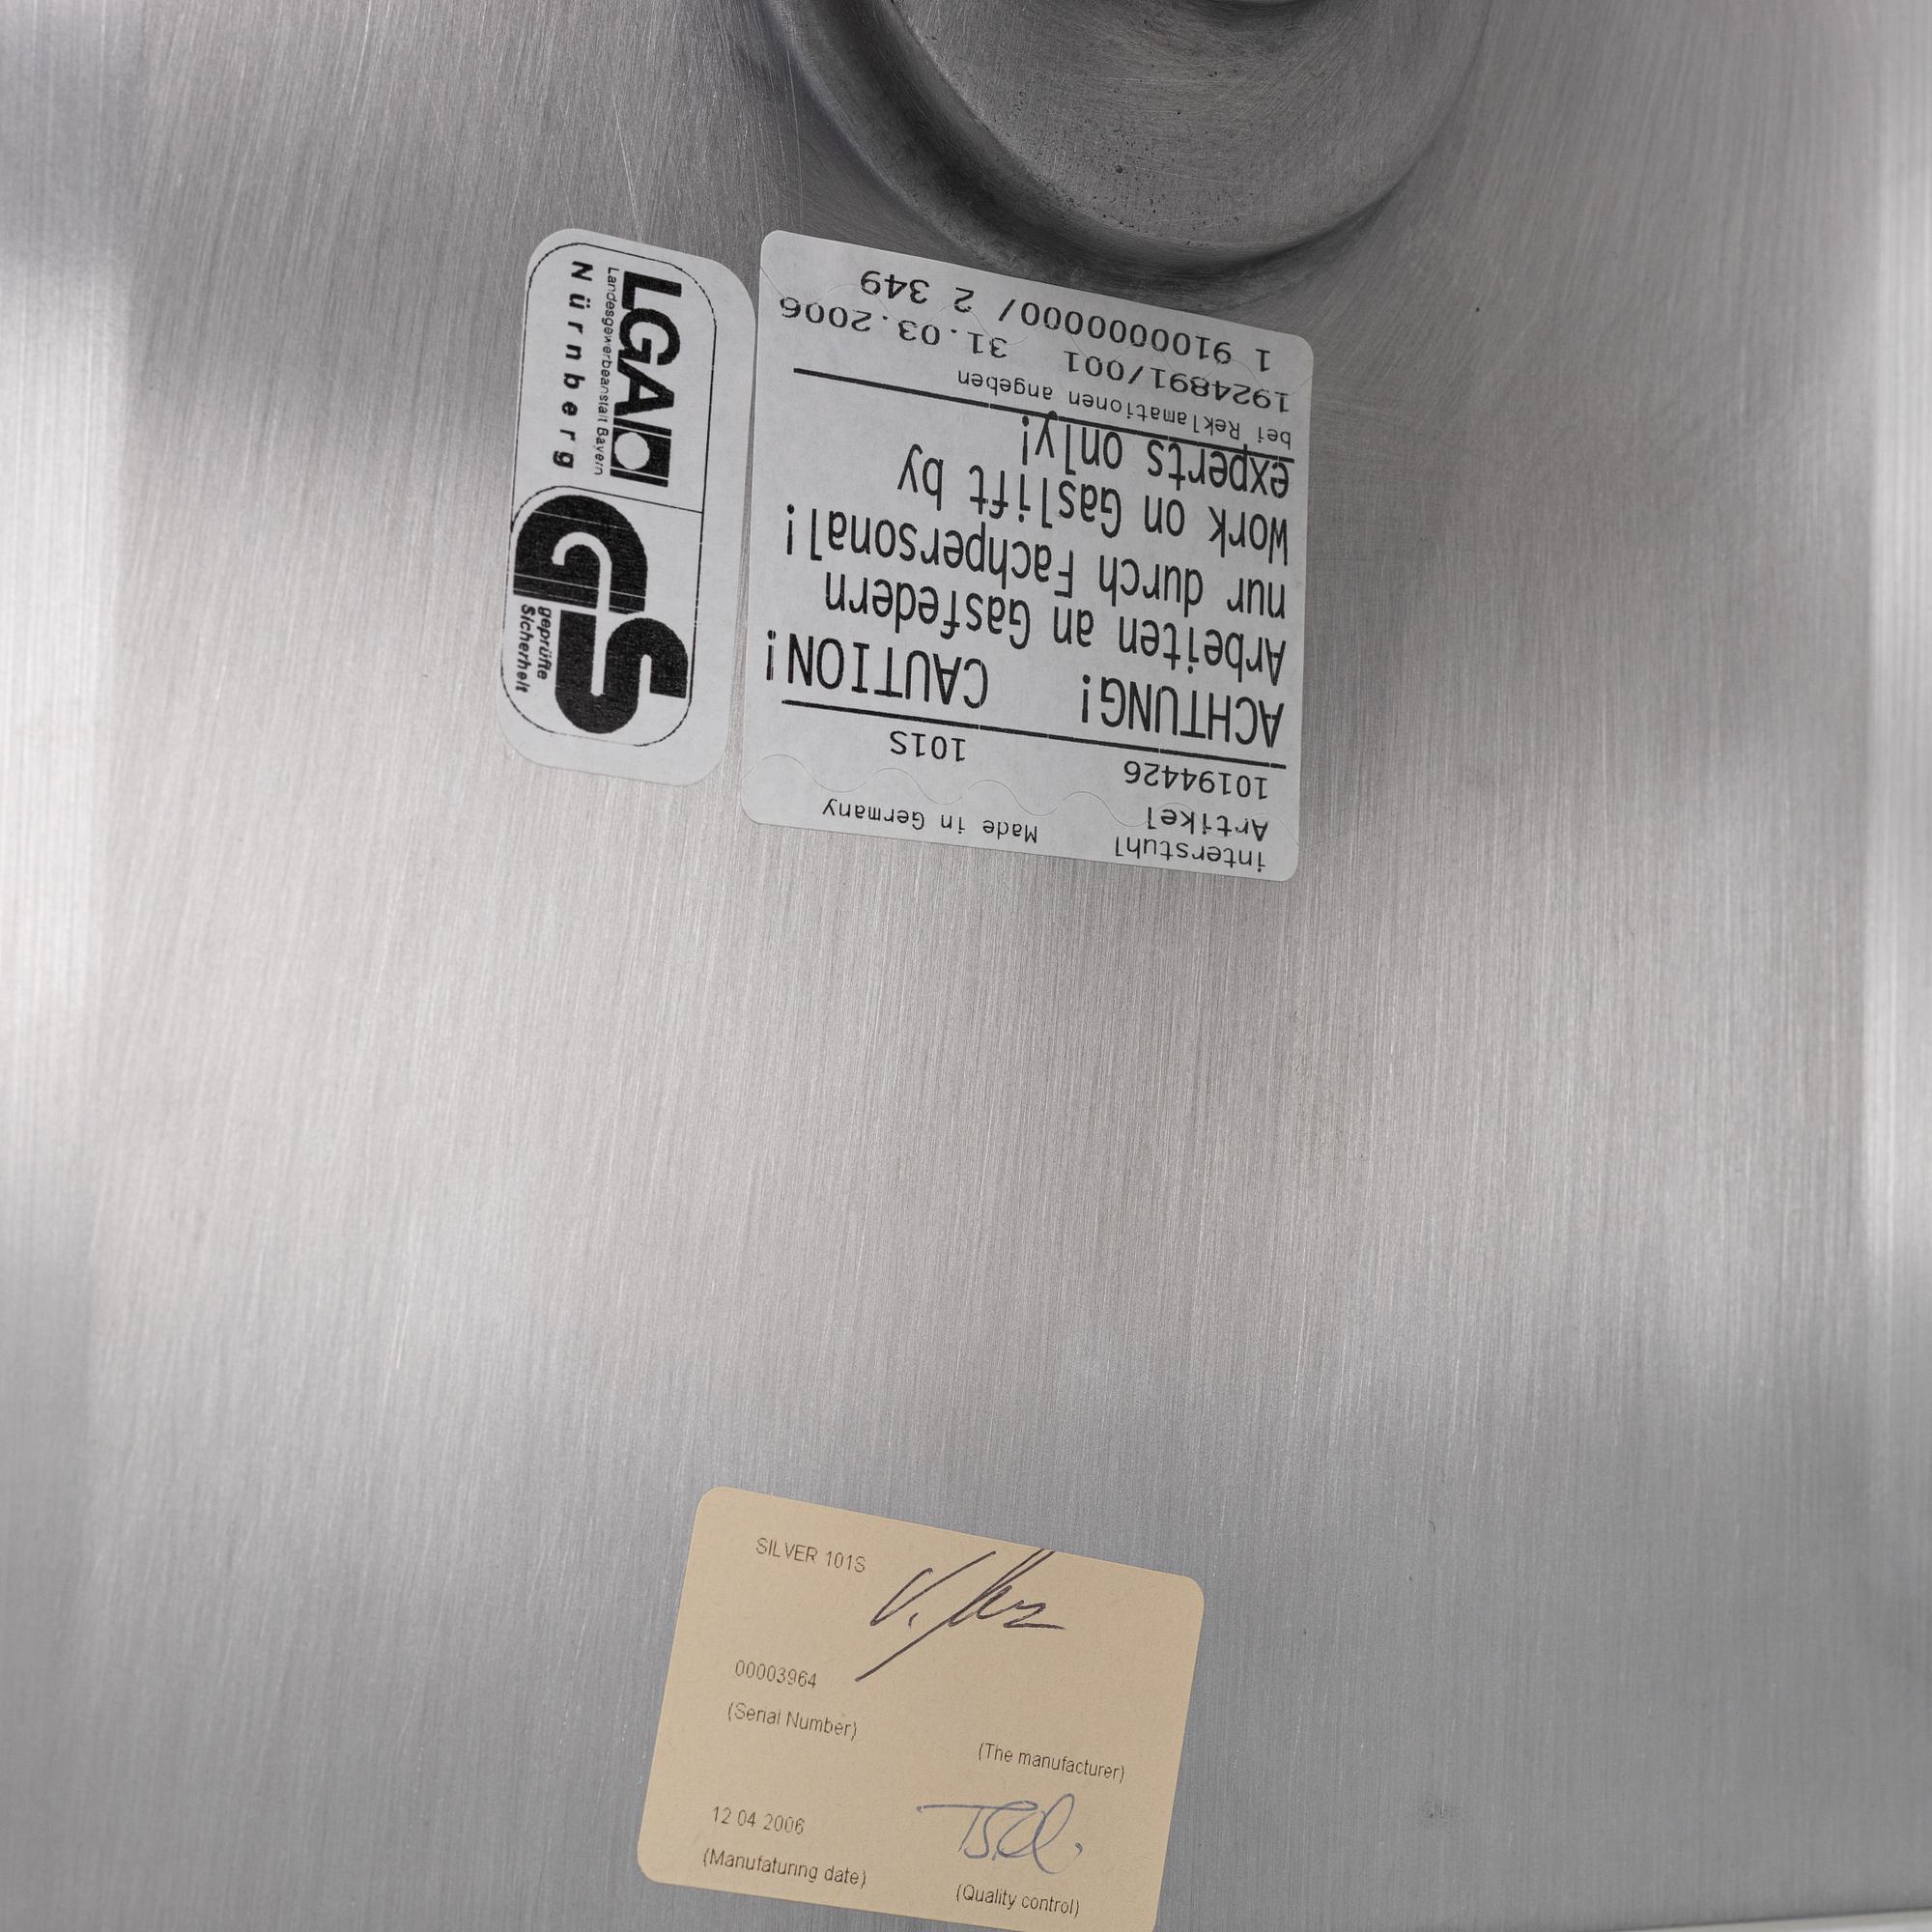 LGA
Landesgewerbeanstalt Bayern
Nürnberg
GS
geprüfte
Sicherheit
interstuhl Made in Germany
Artikel
10194426 101S
ACHTUNG! CAUTION!
Arbeiten an Gasfedern
nur durch Fachpersonal!
Work on Gaslift by
experts only!
bei Reklamationen angeben
1924891/001 31.03.2006
1 9100000000/ 2 349
SILVER 101S
00003964
(Serial Number)
(The manufacturer)
12 04 2006
(Manufaturing date)
(Quality control)